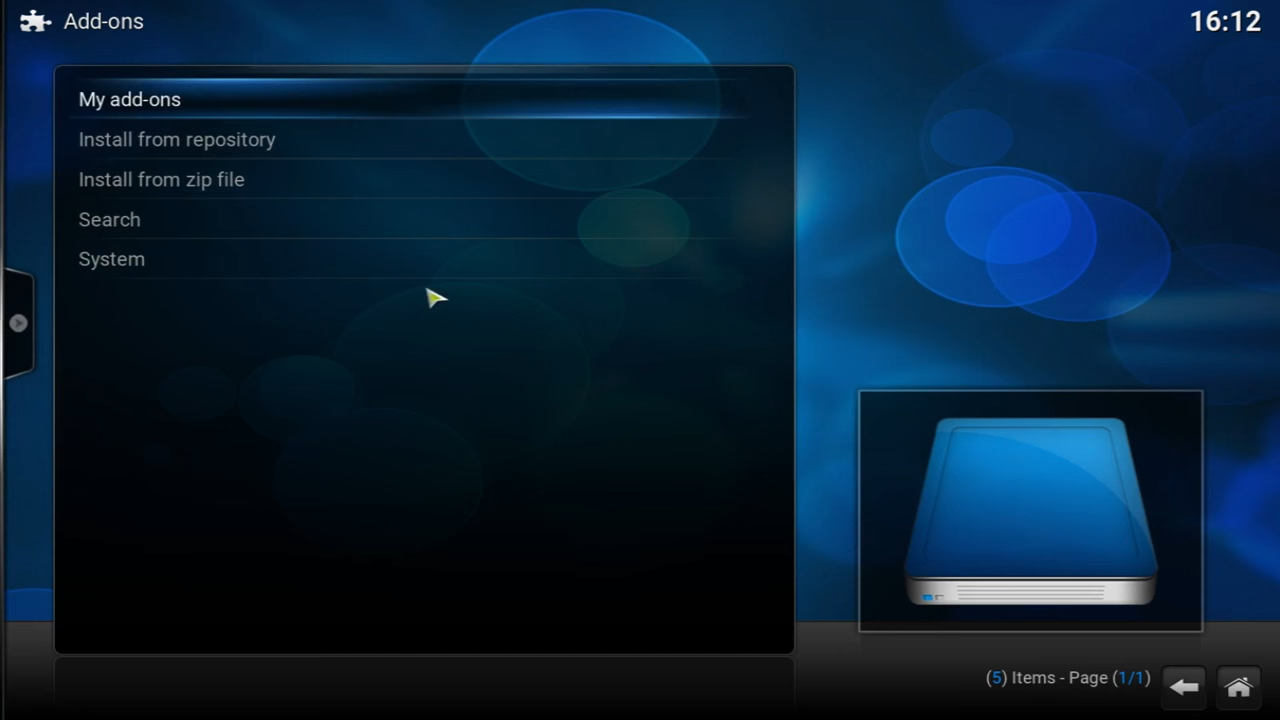 Add-ons
16:12
My add-ons
Install from repository
Install from zip file
Search
System
(5) Items - Page (1/1)